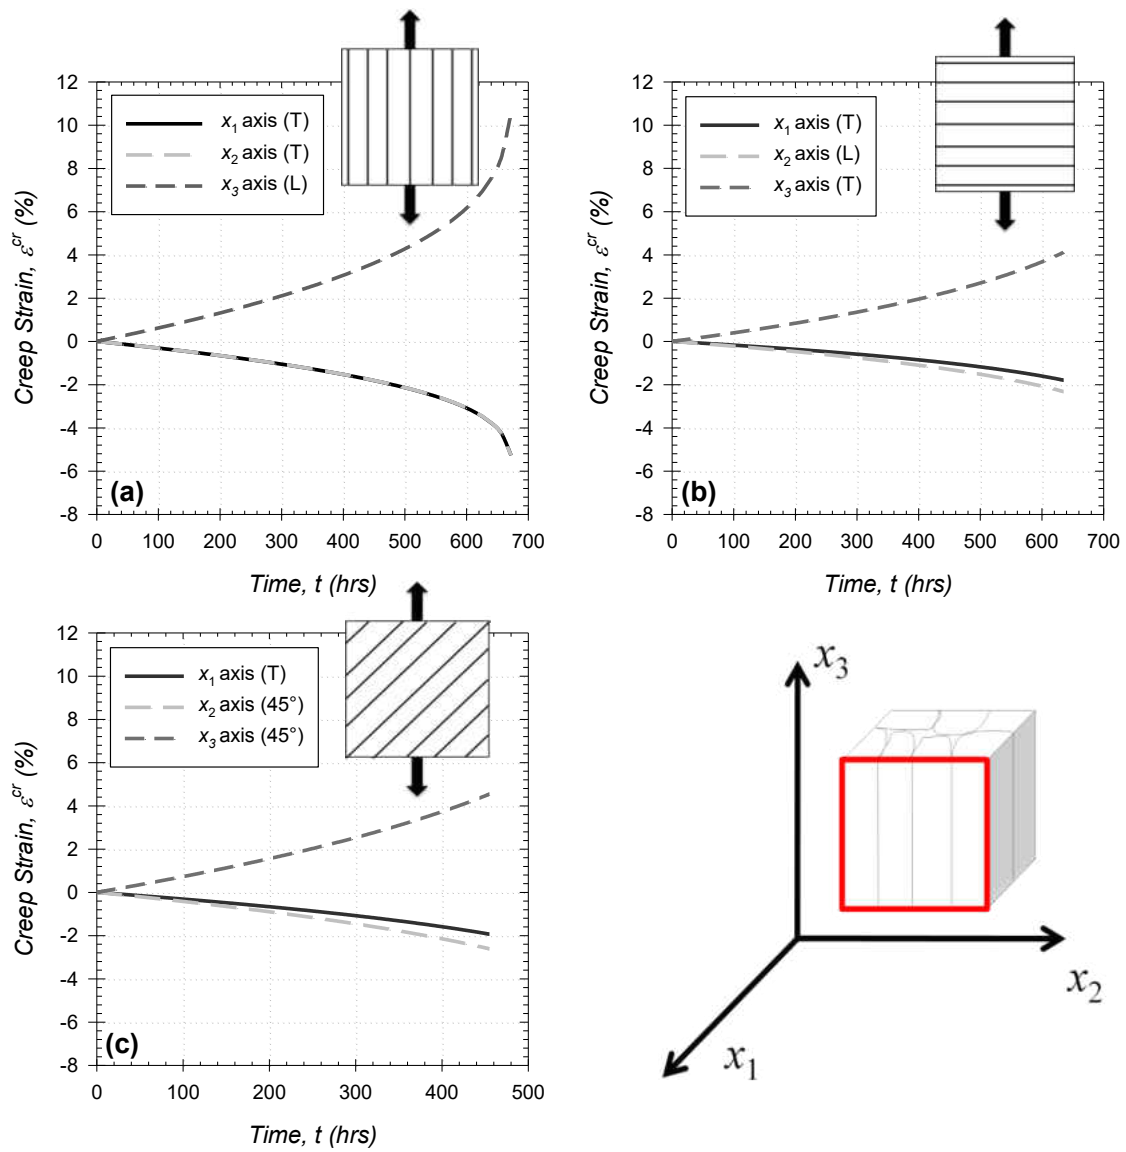 12
10
8
6
4
2
0
-2
-4
-6
-8
Creep Strain, ε^cr (%)
x₁ axis (T)
x₂ axis (T)
x₃ axis (L)
(a)
0 100 200 300 400 500 600 700
Time, t (hrs)
12
10
8
6
4
2
0
-2
-4
-6
-8
Creep Strain, ε^cr (%)
x₁ axis (T)
x₂ axis (L)
x₃ axis (T)
(b)
0 100 200 300 400 500 600 700
Time, t (hrs)
12
10
8
6
4
2
0
-2
-4
-6
-8
Creep Strain, ε^cr (%)
x₁ axis (T)
x₂ axis (45°)
x₃ axis (45°)
(c)
0 100 200 300 400 500
Time, t (hrs)
x₃
x₂
x₁